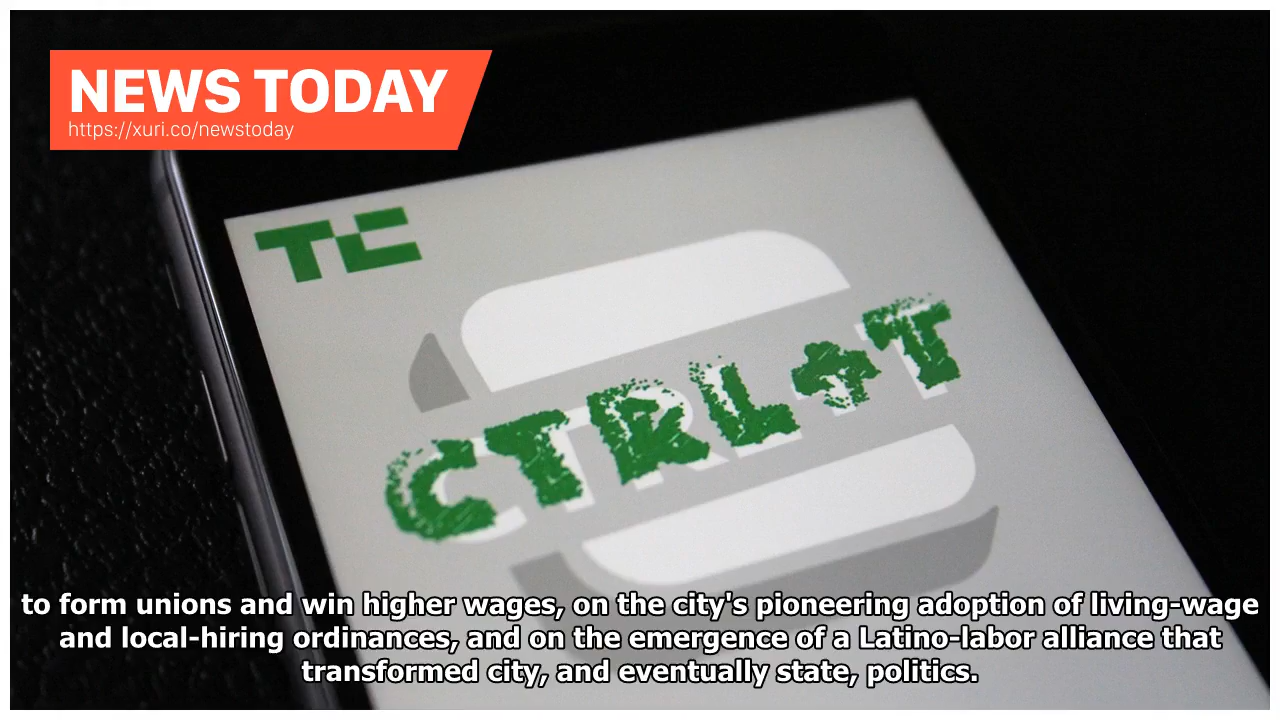 NEWS TODAY
https://xuri.co/newstoday
TC
CTRL+T
to form unions and win higher wages, on the city's pioneering adoption of living-wage
and local-hiring ordinances, and on the emergence of a Latino-labor alliance that
transformed city, and eventually state, politics.